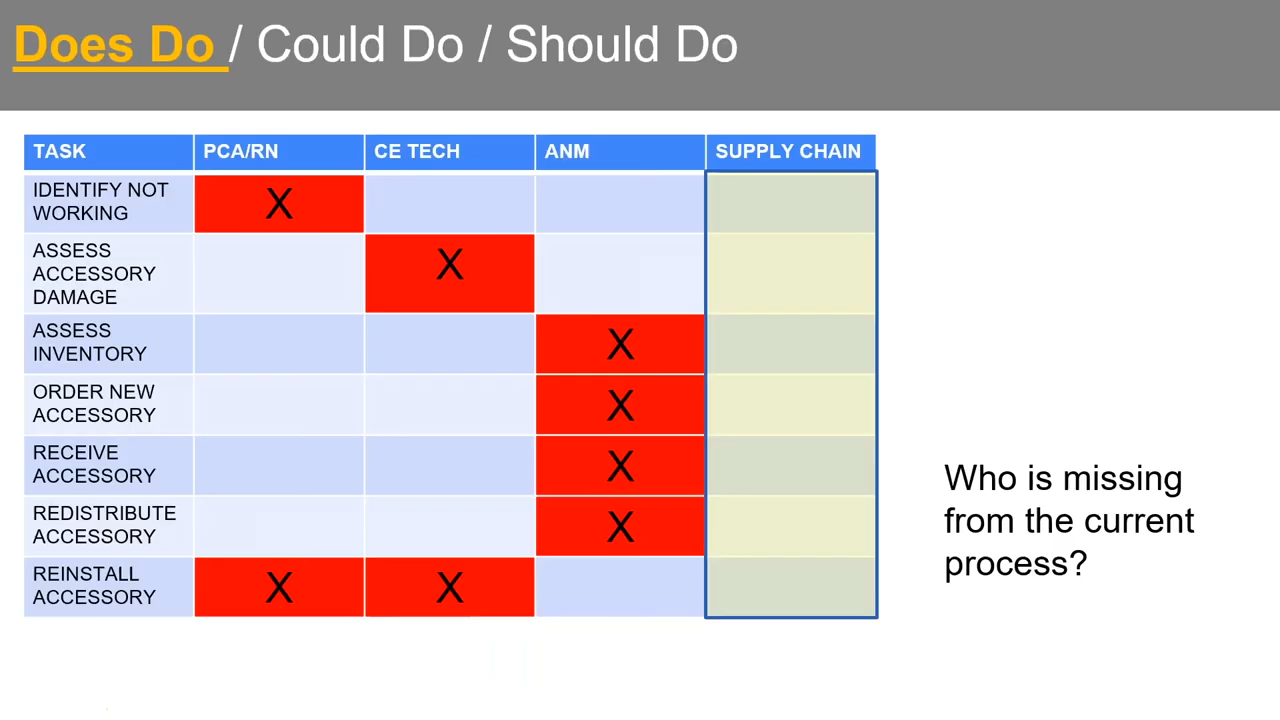 Does Do / Could Do / Should Do
TASK PCA/RN CE TECH ANM SUPPLY CHAIN
IDENTIFY NOT
WORKING
X
ASSESS
ACCESSORY
DAMAGE
X
ASSESS
INVENTORY
X
ORDER NEW
ACCESSORY
X
RECEIVE
ACCESSORY
X
REDISTRIBUTE
ACCESSORY
X
REINSTALL
ACCESSORY
X X
Who is missing
from the current
process?